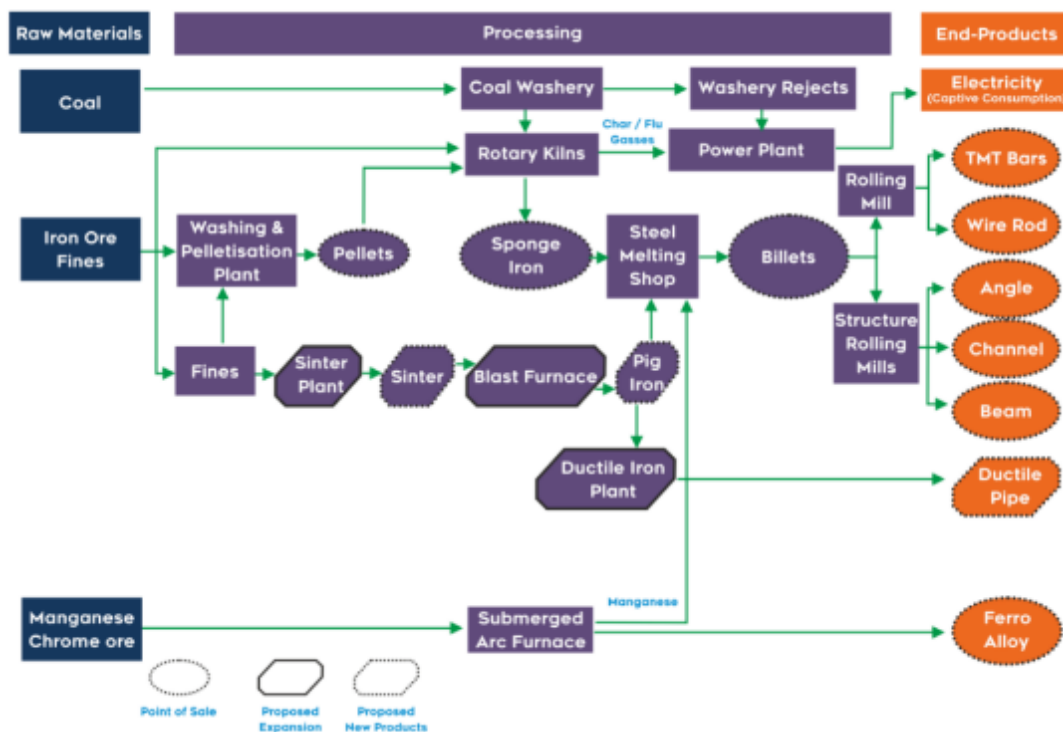 Raw Materials
Processing
End-Products
Coal
Coal Washery
Washery Rejects
Electricity
(Captive Consumption)
Char / Flu
Gasses
Rotary Kilns
Power Plant
TMT Bars
Rolling
Mill
Iron Ore
Fines
Washing &
Pelletisation
Plant
Pellets
Sponge
Iron
Steel
Melting
Shop
Billets
Wire Rod
Angle
Structure
Rolling
Mills
Channel
Fines
Sinter
Plant
Sinter
Blast Furnace
Pig
Iron
Beam
Ductile Iron
Plant
Ductile
Pipe
Manganese
Chrome ore
Submerged
Arc Furnace
Manganese
Ferro
Alloy
Point of Sale
Proposed
Expansion
Proposed
New Products